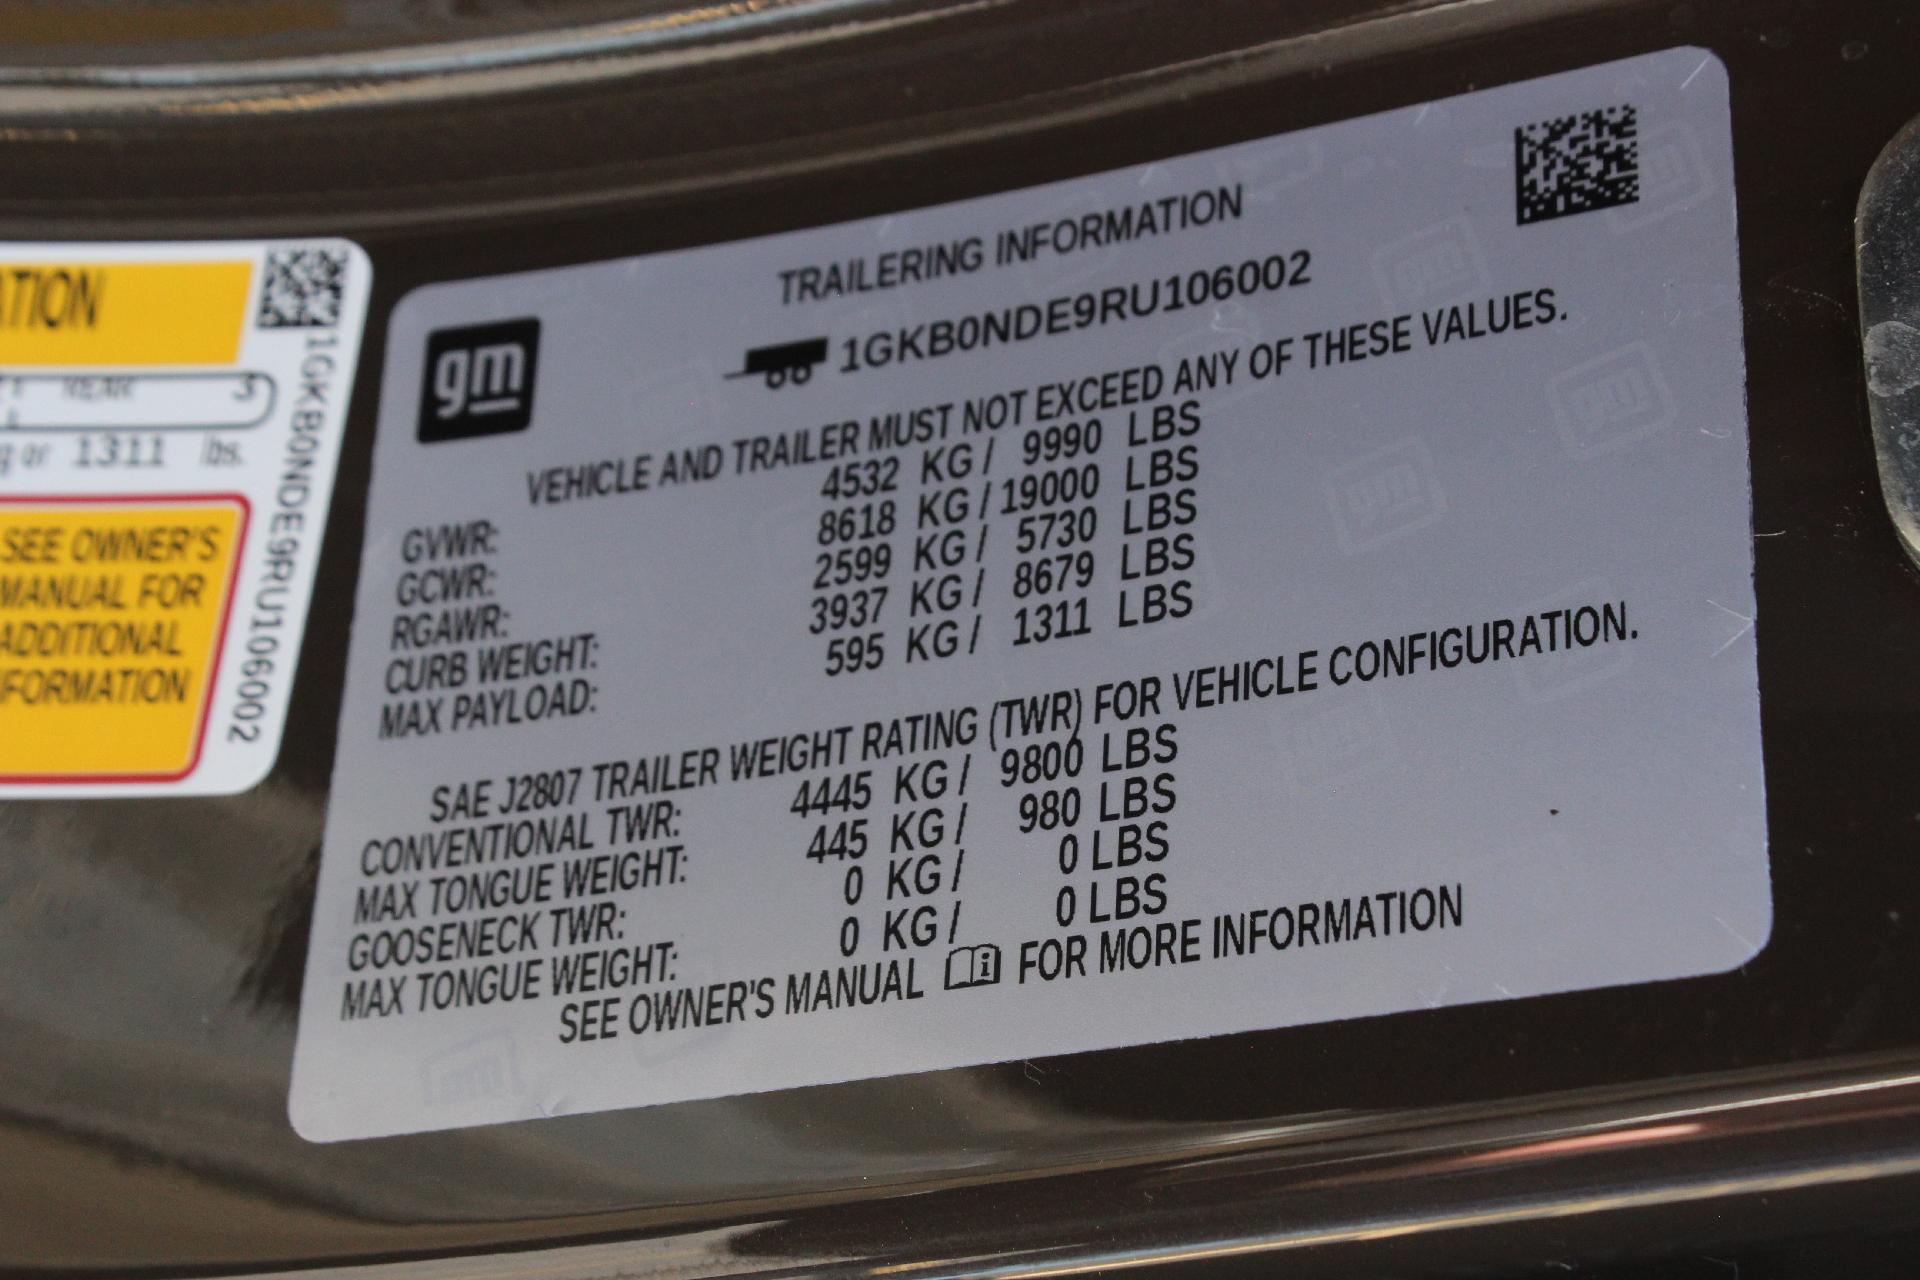 ATION
REAR 3
or 1311 lbs.
SEE OWNER'S
MANUAL FOR
ADDITIONAL
FORMATION
1GKB0NDE9RU106002
gm
TRAILERING INFORMATION
1GKB0NDE9RU106002
VEHICLE AND TRAILER MUST NOT EXCEED ANY OF THESE VALUES.
GVWR: 4532 KG / 9990 LBS
GCWR: 8618 KG / 19000 LBS
RGAWR: 2599 KG / 5730 LBS
CURB WEIGHT: 3937 KG / 8679 LBS
MAX PAYLOAD: 595 KG / 1311 LBS
SAE J2807 TRAILER WEIGHT RATING (TWR) FOR VEHICLE CONFIGURATION.
CONVENTIONAL TWR: 4445 KG / 9800 LBS
MAX TONGUE WEIGHT: 445 KG / 980 LBS
GOOSENECK TWR: 0 KG / 0 LBS
MAX TONGUE WEIGHT: 0 KG / 0 LBS
SEE OWNER'S MANUAL FOR MORE INFORMATION